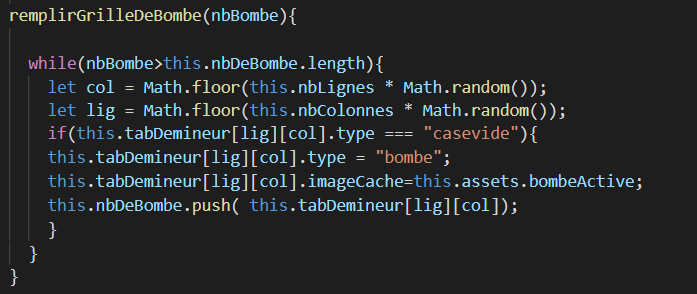 remplirGrilleDeBombe(nbBombe){
while(nbBombe>this.nbDeBombe.length){
let col = Math.floor(this.nbLignes * Math.random());
let lig = Math.floor(this.nbColonnes * Math.random());
if(this.tabDemineur[lig][col].type === "casevide"){
this.tabDemineur[lig][col].type = "bombe";
this.tabDemineur[lig][col].imageCache=this.assets.bombeActive;
this.nbDeBombe.push( this.tabDemineur[lig][col]);
}
}
}